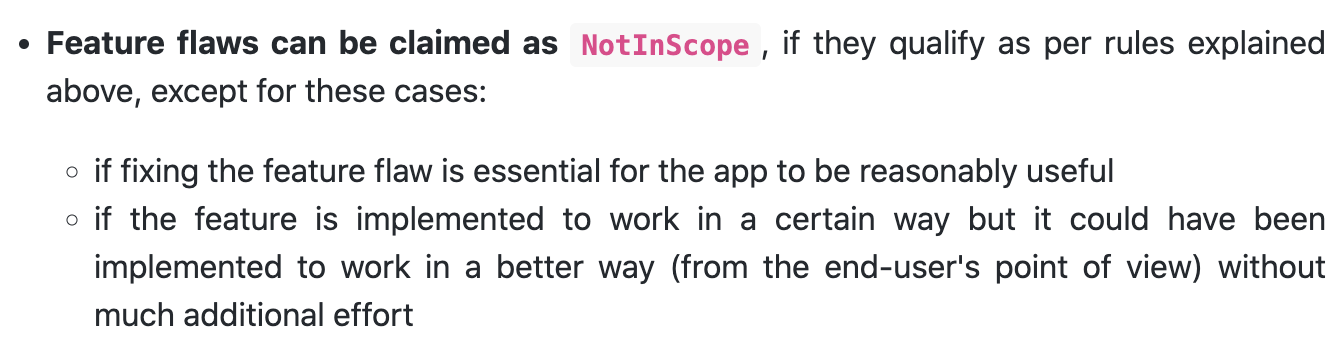 • Feature flaws can be claimed as NotInScope, if they qualify as per rules explained
above, except for these cases:
◦ if fixing the feature flaw is essential for the app to be reasonably useful
◦ if the feature is implemented to work in a certain way but it could have been
implemented to work in a better way (from the end-user's point of view) without
much additional effort